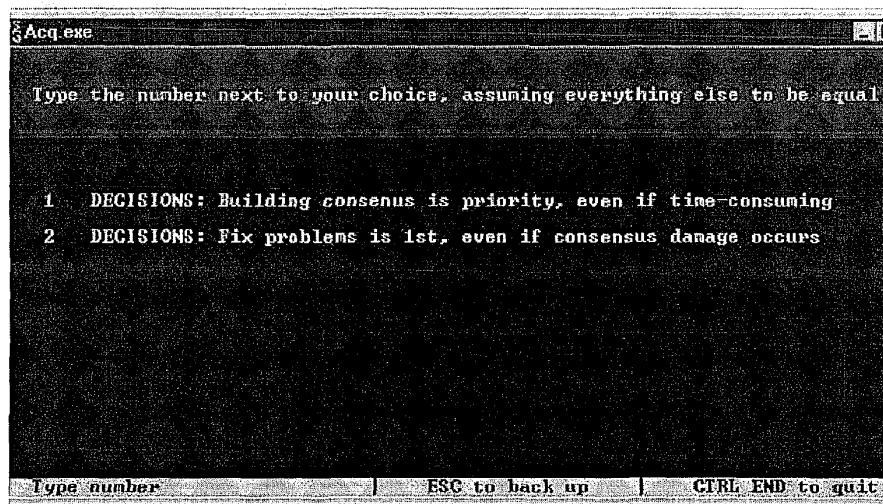 Acq.exe
Type the number next to your choice, assuming everything else to be equal
1 DECISIONS: Building consenus is priority, even if time-consuming
2 DECISIONS: Fix problems is 1st, even if consensus damage occurs
Type number | ESC to back up | CTRL END to quit